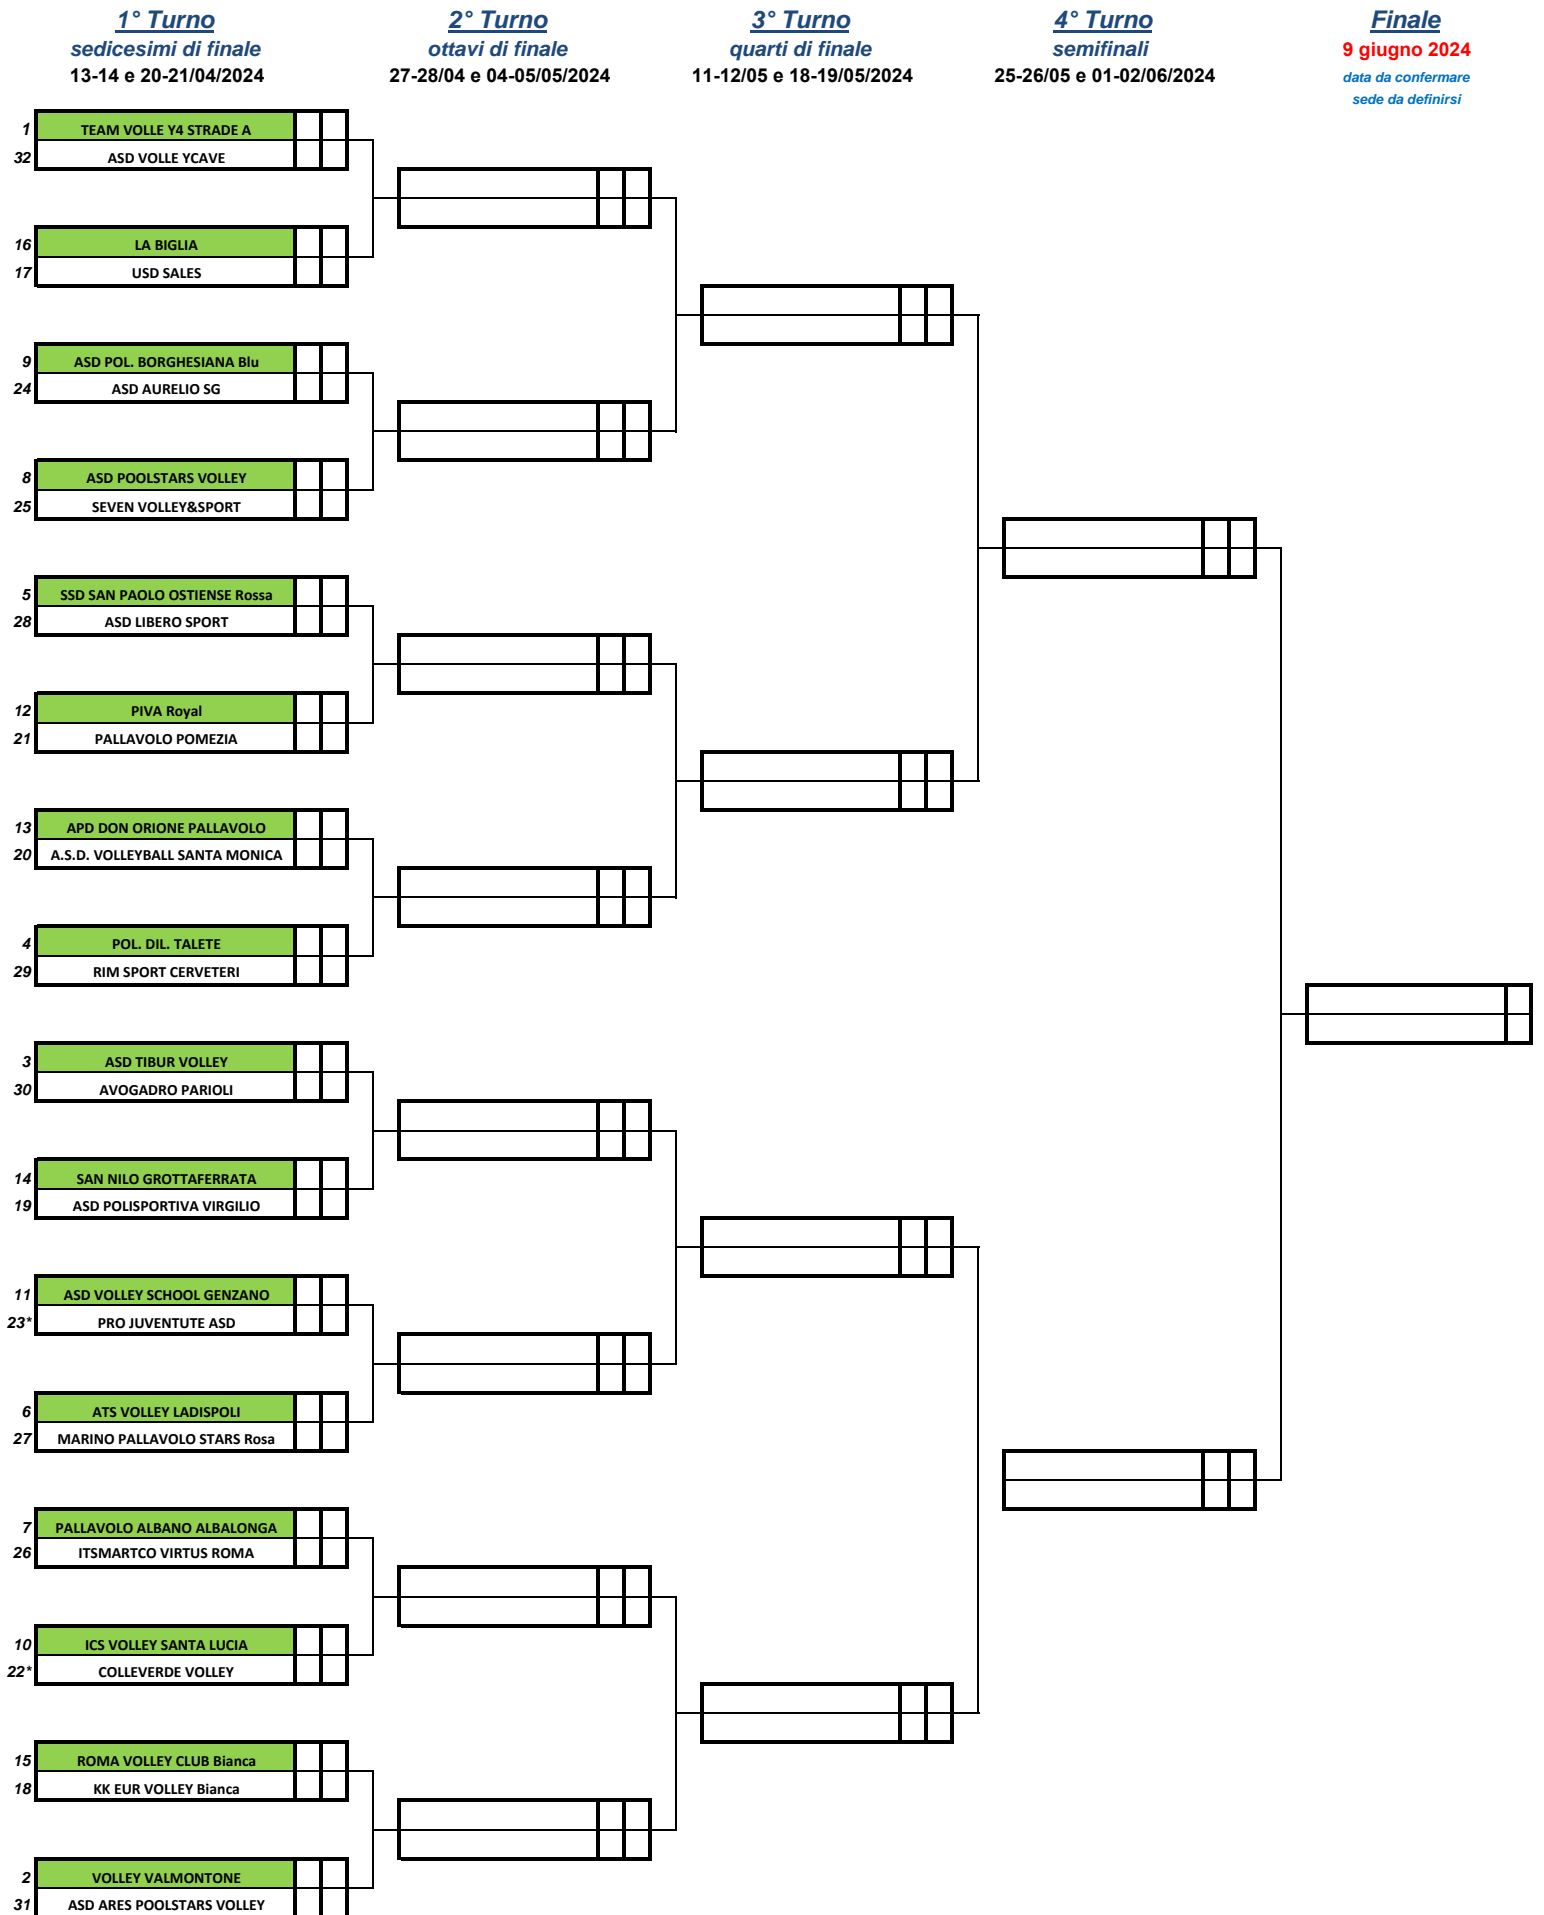 1° Turno
sedicesimi di finale
13-14 e 20-21/04/2024
2° Turno
ottavi di finale
27-28/04 e 04-05/05/2024
3° Turno
quarti di finale
11-12/05 e 18-19/05/2024
4° Turno
semifinali
25-26/05 e 01-02/06/2024
Finale
9 giugno 2024
data da confermare
sede da definirsi
1 TEAM VOLLE Y4 STRADE A
32 ASD VOLLE YCAVE
16 LA BIGLIA
17 USD SALES
9 ASD POL. BORGHESIANA Blu
24 ASD AURELIO SG
8 ASD POOLSTARS VOLLEY
25 SEVEN VOLLEY&SPORT
5 SSD SAN PAOLO OSTIENSE Rossa
28 ASD LIBERO SPORT
12 PIVA Royal
21 PALLAVOLO POMEZIA
13 APD DON ORIONE PALLAVOLO
20 A.S.D. VOLLEYBALL SANTA MONICA
4 POL. DIL. TALETE
29 RIM SPORT CERVETERI
3 ASD TIBUR VOLLEY
30 AVOGADRO PARIOLI
14 SAN NILO GROTTAFERRATA
19 ASD POLISPORTIVA VIRGILIO
11 ASD VOLLEY SCHOOL GENZANO
23* PRO JUVENTUTE ASD
6 ATS VOLLEY LADISPOLI
27 MARINO PALLAVOLO STARS Rosa
7 PALLAVOLO ALBANO ALBALONGA
26 ITSMARTCO VIRTUS ROMA
10 ICS VOLLEY SANTA LUCIA
22* COLLEVERDE VOLLEY
15 ROMA VOLLEY CLUB Bianca
18 KK EUR VOLLEY Bianca
2 VOLLEY VALMONTONE
31 ASD ARES POOLSTARS VOLLEY